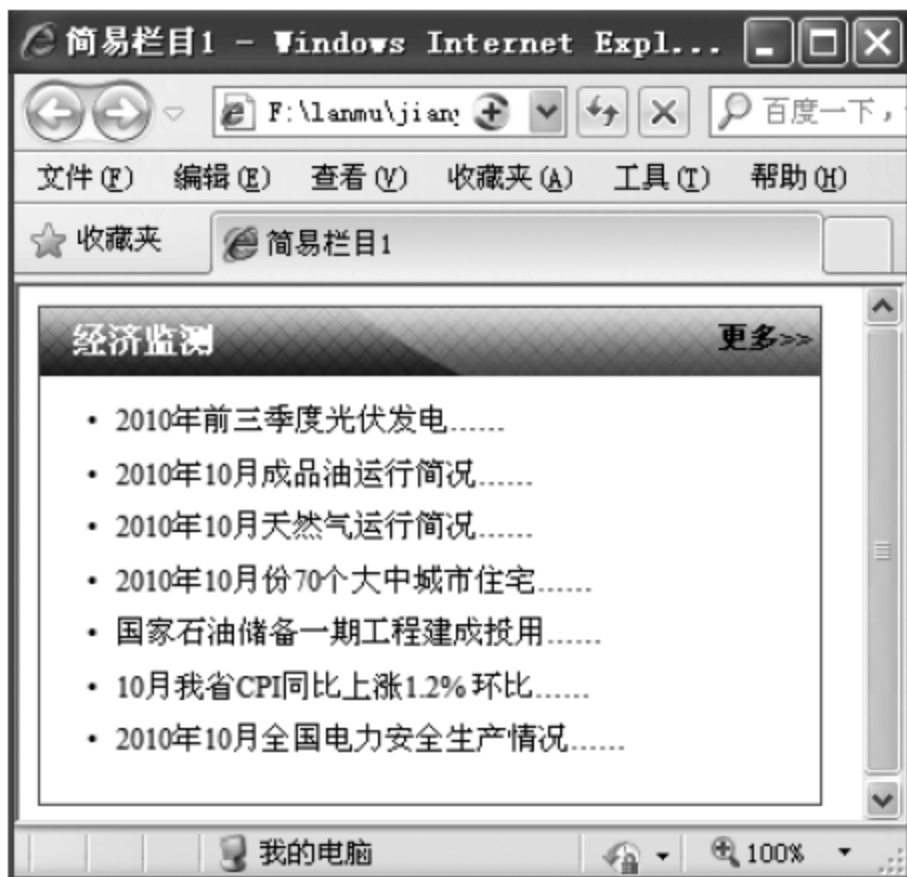 简易栏目1 - Windows Internet Expl...
F:\lanmu\jian
百度一下，
文件(F) 编辑(E) 查看(V) 收藏夹(A) 工具(T) 帮助(H)
收藏夹 简易栏目1
经济监测 更多>>
• 2010年前三季度光伏发电......
• 2010年10月成品油运行简况......
• 2010年10月天然气运行简况......
• 2010年10月份70个大中城市住宅......
• 国家石油储备一期工程建成投用......
• 10月我省CPI同比上涨1.2% 环比......
• 2010年10月全国电力安全生产情况......
我的电脑 100%